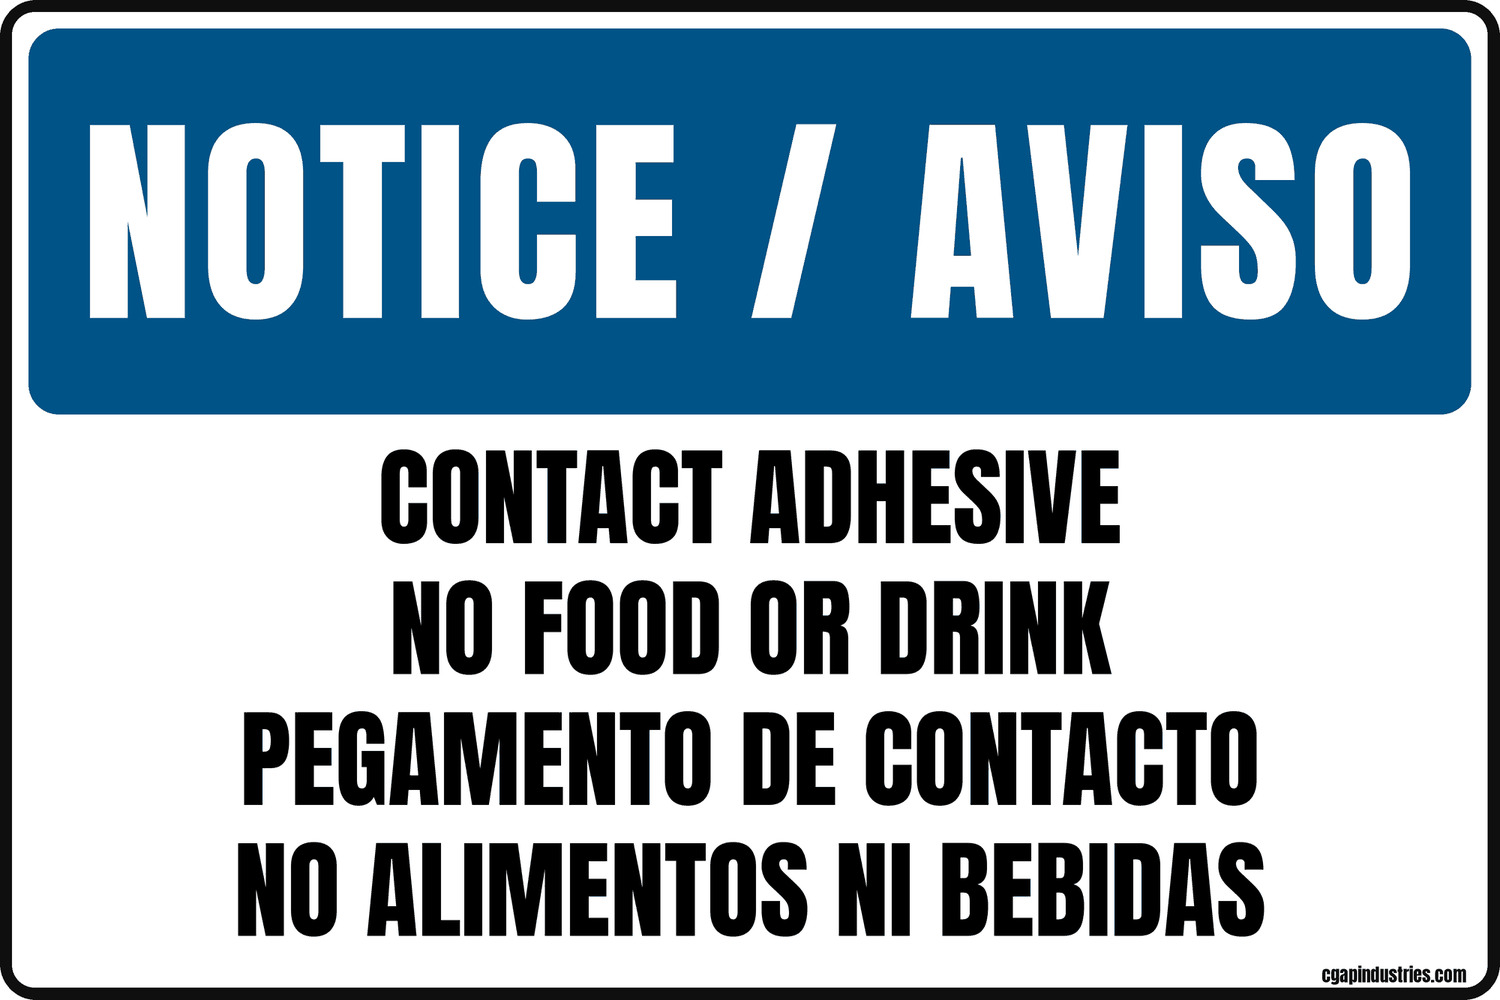 NOTICE / AVISO
CONTACT ADHESIVE
NO FOOD OR DRINK
PEGAMENTO DE CONTACTO
NO ALIMENTOS NI BEBIDAS
cgapindustries.com